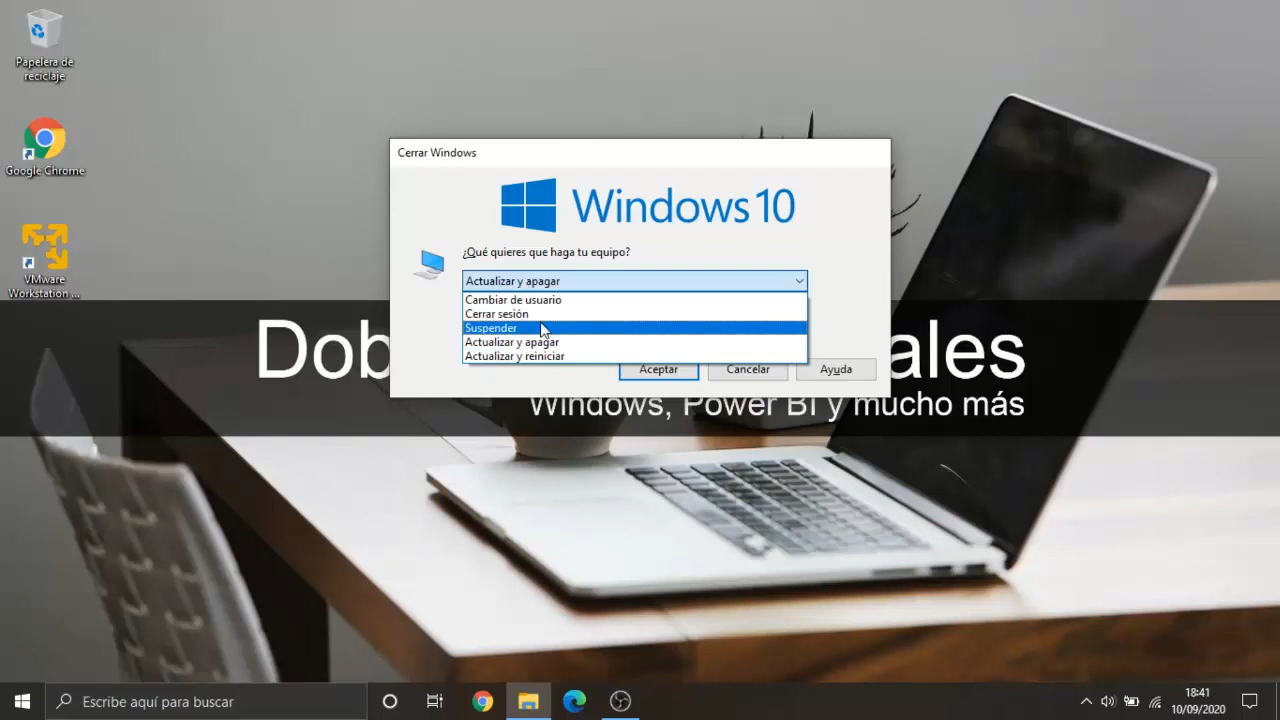 Papelera de
reciclaje
Google Chrome
VMware
Workstation ...
Cerrar Windows
Windows 10
¿Qué quieres que haga tu equipo?
Actualizar y apagar
Cambiar de usuario
Cerrar sesión
Suspender
Actualizar y apagar
Actualizar y reiniciar
Aceptar
Cancelar
Ayuda
Dob
ales
Windows, Power BI y mucho más
Escribe aquí para buscar
18:41
10/09/2020